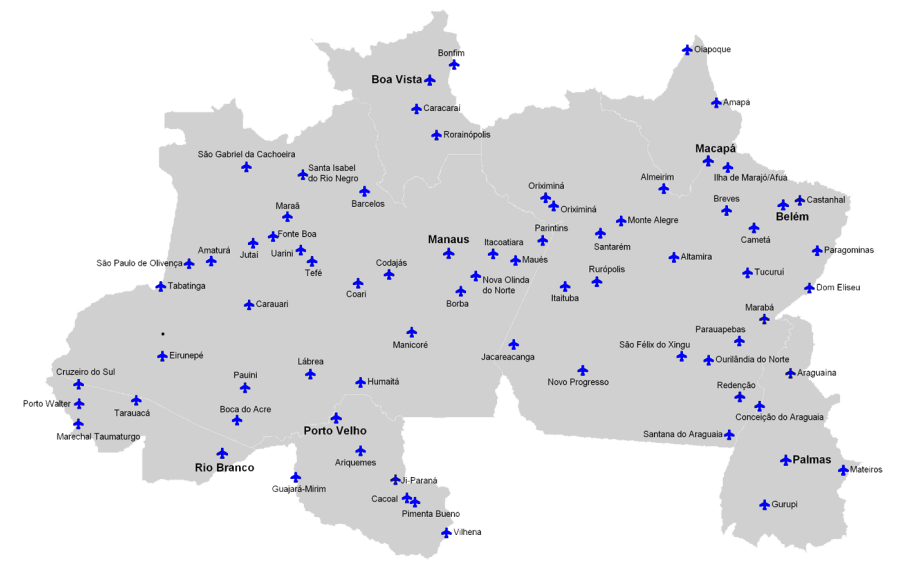 Oiapoque
Bonfim
Boa Vista
Amapá
Caracaraí
Rorainópolis
Macapá
São Gabriel da Cachoeira
Santa Isabel
do Rio Negro
Ilha de Marajó/Afuá
Almeirim
Oriximiná
Barcelos
Breves
Castanhal
Maraã
Oriximiná
Belém
Monte Alegre
Parintins
Fonte Boa
Manaus
Itacoatiara
Santarém
Cametá
Jutaí
Uarini
Amaturá
Paragominas
São Paulo de Olivença
Tefé
Codajás
Maués
Altamira
Rurópolis
Tucuruí
Nova Olinda
do Norte
Tabatinga
Coari
Borba
Itaituba
Dom Eliseu
Carauari
Marabá
Parauapebas
Manicoré
São Félix do Xingu
Jacareacanga
Eirunepé
Ourilândia do Norte
Lábrea
Cruzeiro do Sul
Araguaina
Pauini
Humaitá
Novo Progresso
Redenção
Porto Walter
Tarauacá
Boca do Acre
Conceição do Araguaia
Porto Velho
Marechal Taumaturgo
Santana do Araguaia
Ariquemes
Palmas
Rio Branco
Mateiros
Ji-Paraná
Guajará-Mirim
Cacoal
Gurupi
Pimenta Bueno
Vilhena